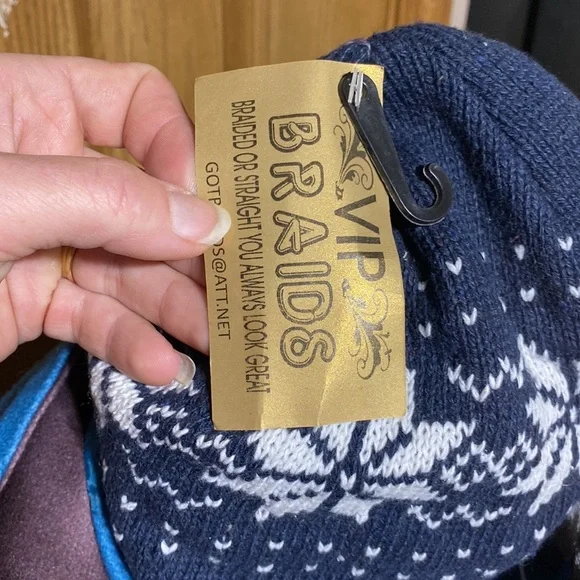 VIP
BRAIDS
BRAIDED OR STRAIGHT YOU ALWAYS LOOK GREAT